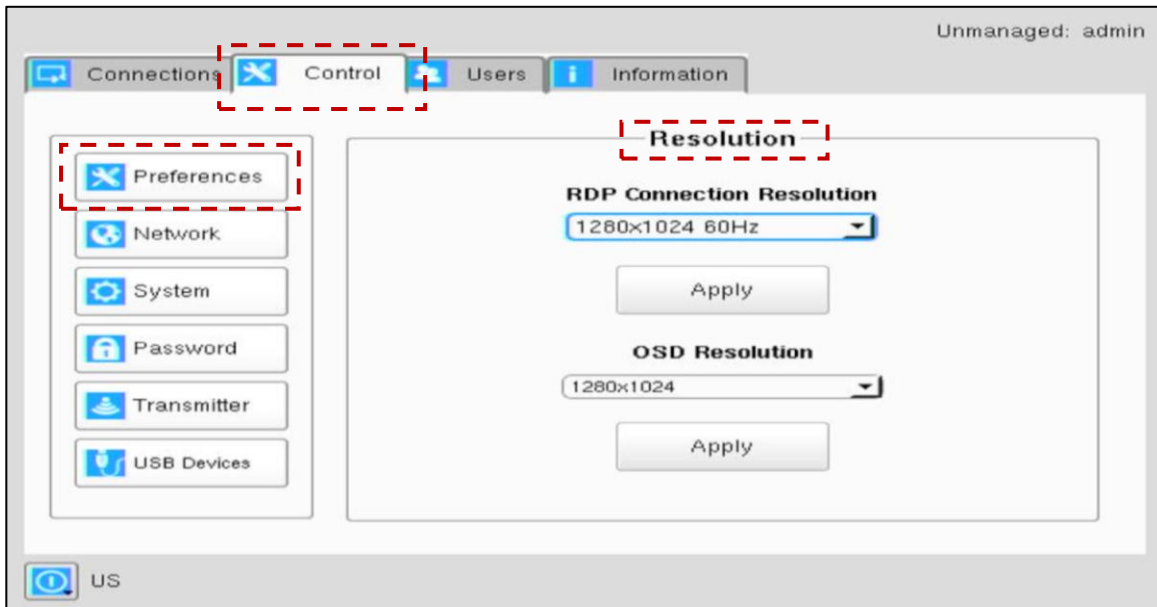 Unmanaged: admin
Connections Control Users Information
Resolution
Preferences
RDP Connection Resolution
1280x1024 60Hz
Network
System
Apply
Password
OSD Resolution
1280x1024
Transmitter
Apply
USB Devices
US